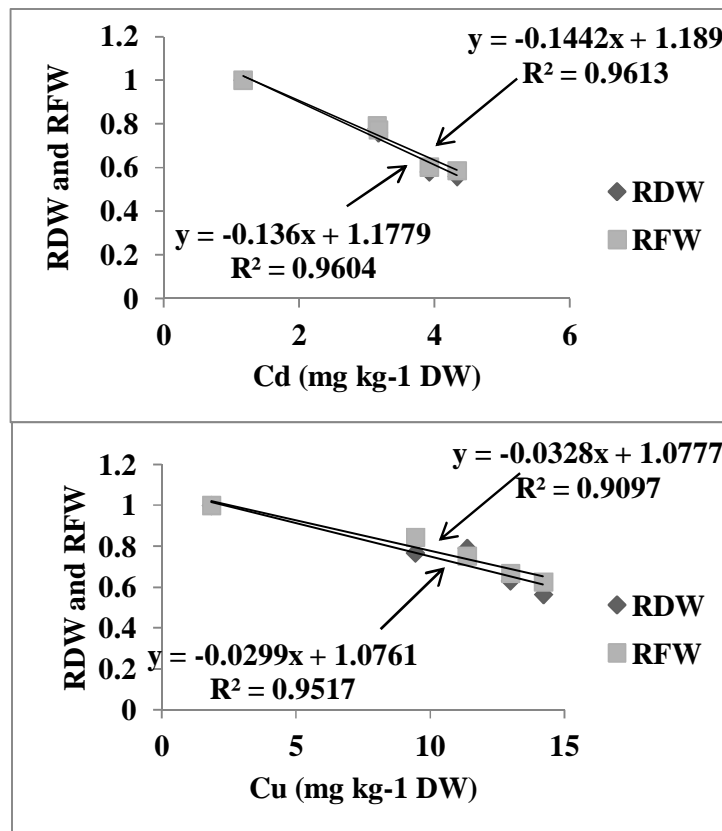 1.2
y = -0.1442x + 1.189
R² = 0.9613
1
0.8
0.6
0.4
0.2
0
RDW and RFW
y = -0.136x + 1.1779
R² = 0.9604
RDW
RFW
0 2 4 6
Cd (mg kg-1 DW)
1.2
y = -0.0328x + 1.0777
R² = 0.9097
1
0.8
0.6
0.4
0.2
0
RDW and RFW
y = -0.0299x + 1.0761
R² = 0.9517
RDW
RFW
0 5 10 15
Cu (mg kg-1 DW)